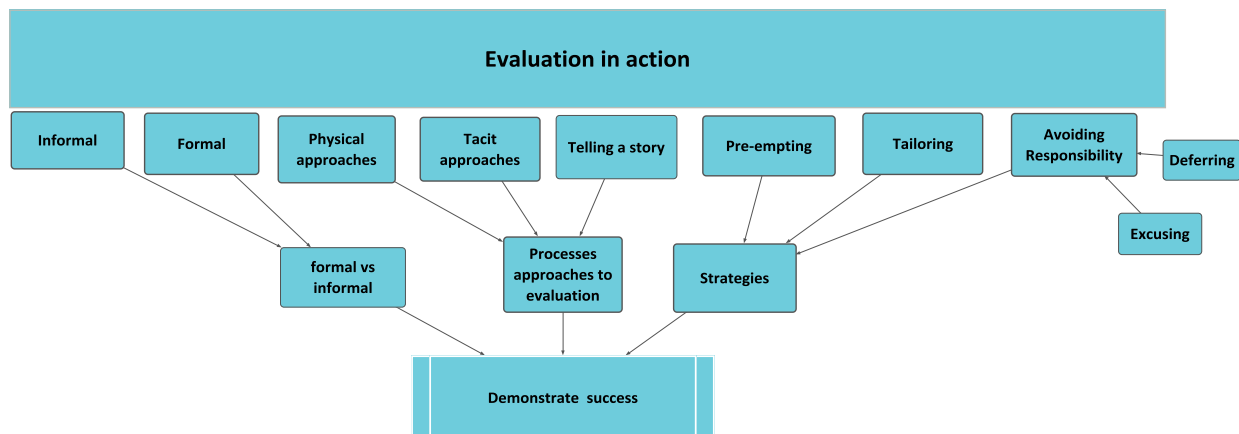 Evaluation in action
Informal
Formal
Physical
approaches
Tacit
approaches
Telling a story
Pre-empting
Tailoring
Avoiding
Responsibility
Deferring
Excusing
formal vs
informal
Processes
approaches to
evaluation
Strategies
Demonstrate success